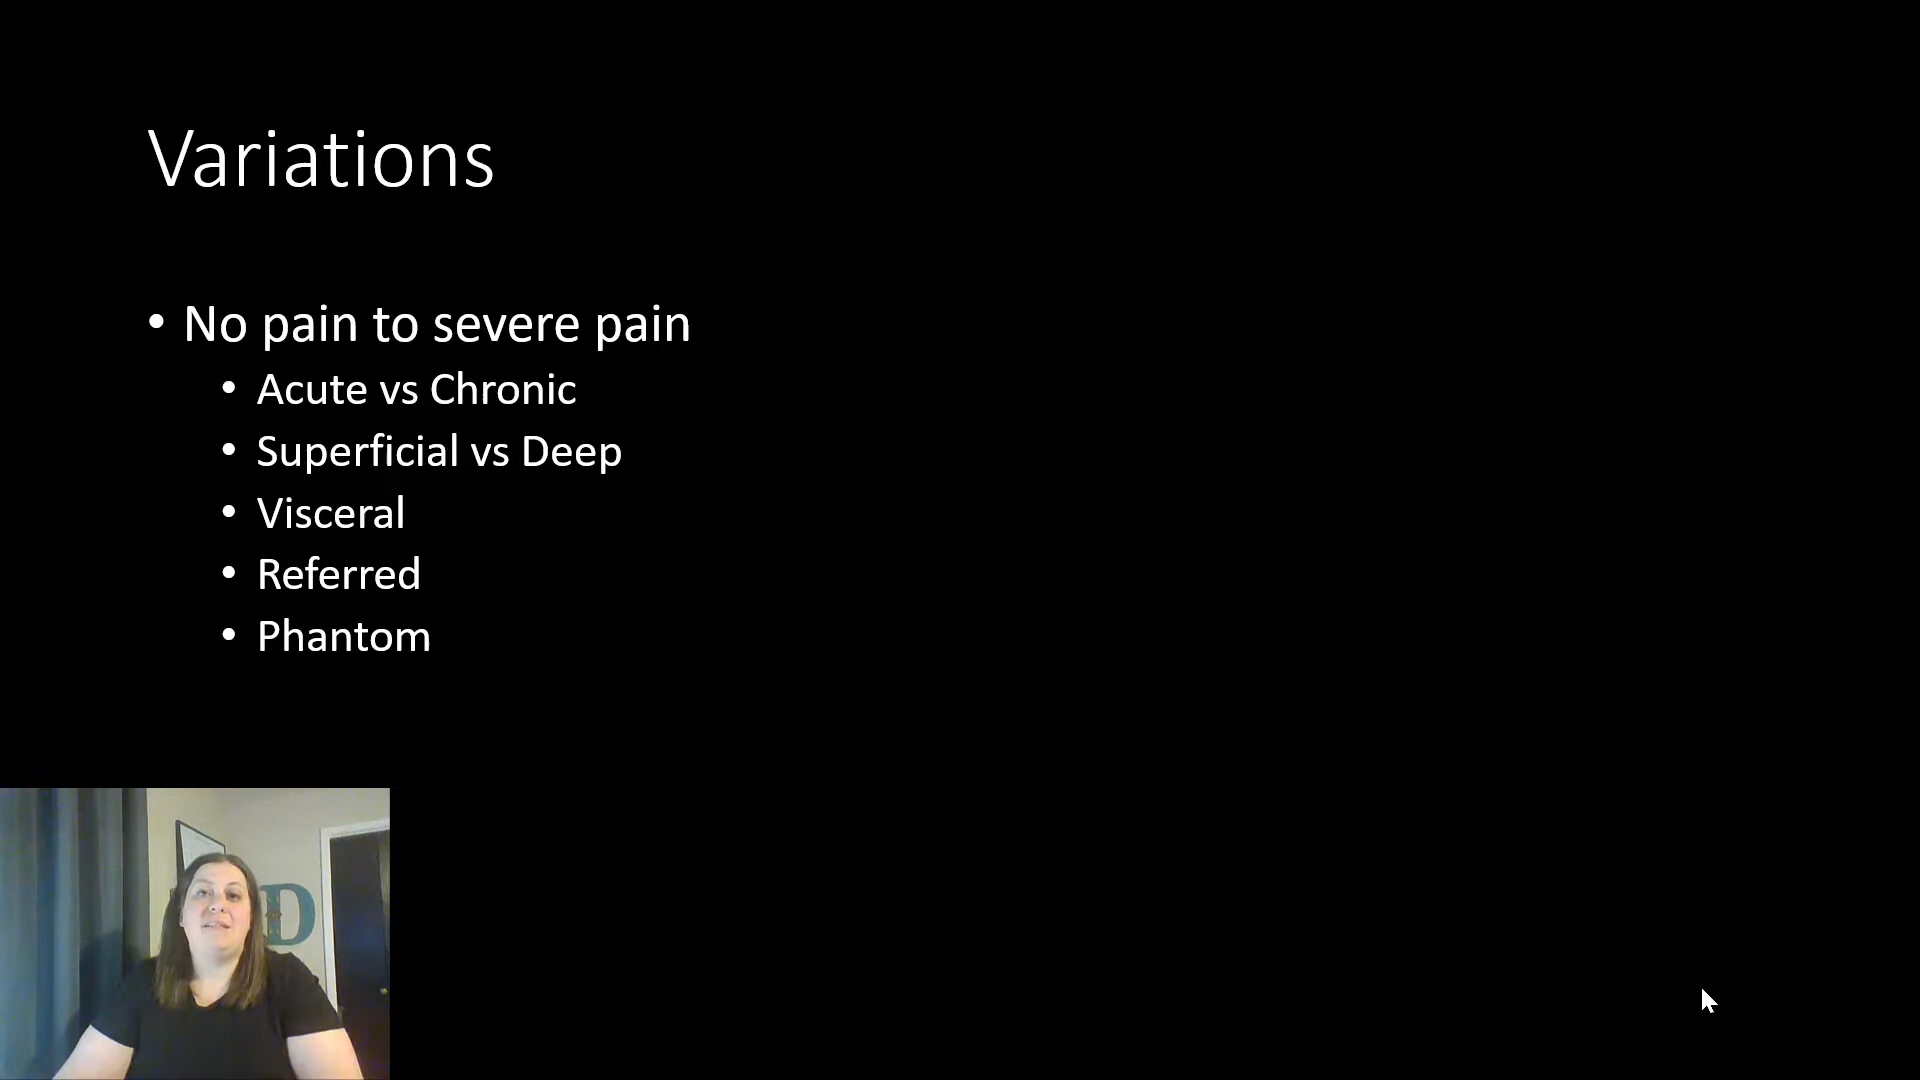 Variations
• No pain to severe pain
• Acute vs Chronic
• Superficial vs Deep
• Visceral
• Referred
• Phantom
D